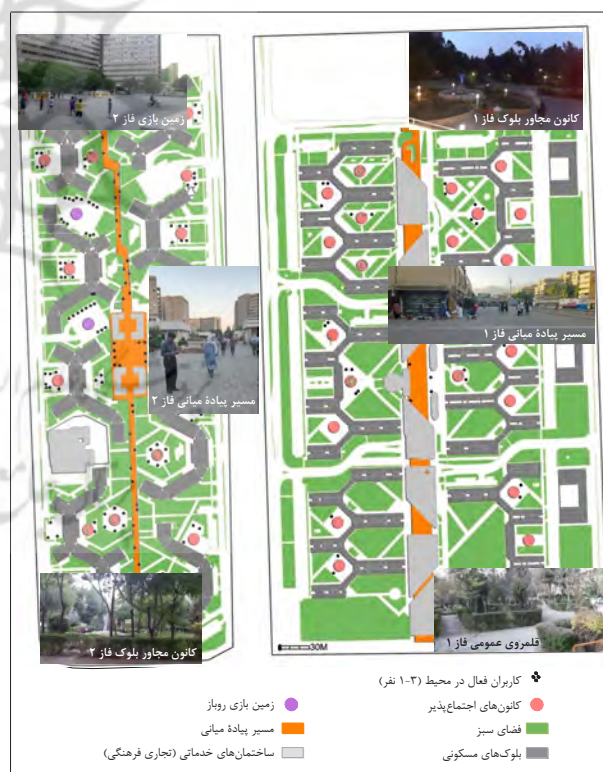 زمین بازی فاز ۲
کانون مجاور بلوک فاز ۱
مسیر پیادهٔ میانی فاز ۱
مسیر پیادهٔ میانی فاز ۲
کانون مجاور بلوک فاز ۲
قلمروی عمومی فاز ۱
30M
کاربران فعال در محیط (۳-۱ نفر)
کانون‌های اجتماع‌پذیر
زمین بازی روباز
فضای سبز
مسیر پیادهٔ میانی
بلوک‌های مسکونی
ساختمان‌های خدماتی (تجاری فرهنگی)